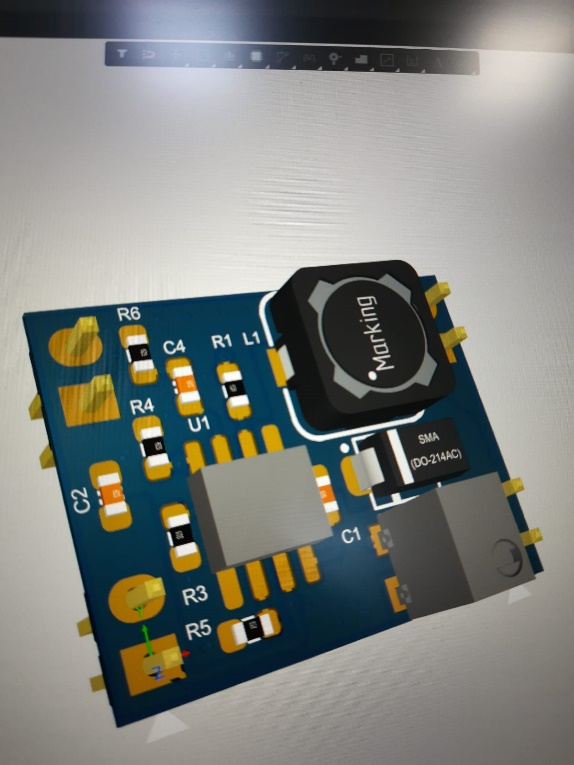 R6
C4
R1
L1
Marking
R4
U1
SMA
(DO-214AC)
C2
C1
R3
R5